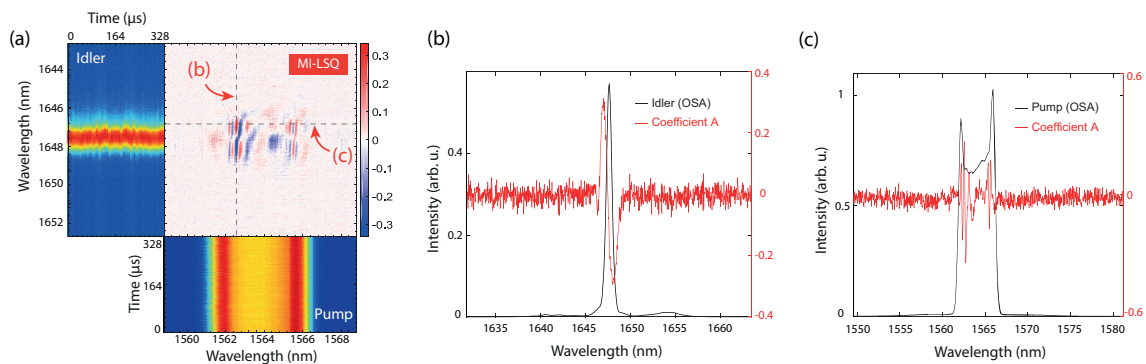 (a)
Time (µs)
0 164 328
Idler
Wavelength (nm)
1644
1646
1648
1650
1652
MI-LSQ
(b)
(c)
0.3
0.2
0.1
0
-0.1
-0.2
-0.3
Time (µs)
328
164
0
Pump
1560 1562 1564 1566 1568
Wavelength (nm)
(b)
Intensity (arb. u.)
0.4
0.2
0
Idler (OSA)
Coefficient A
0.4
0.2
0
-0.2
-0.4
1635 1640 1645 1650 1655 1660
Wavelength (nm)
(c)
Intensity (arb. u.)
1
0.5
0
Pump (OSA)
Coefficient A
0.6
0
-0.6
1550 1555 1560 1565 1570 1575 1580
Wavelength (nm)